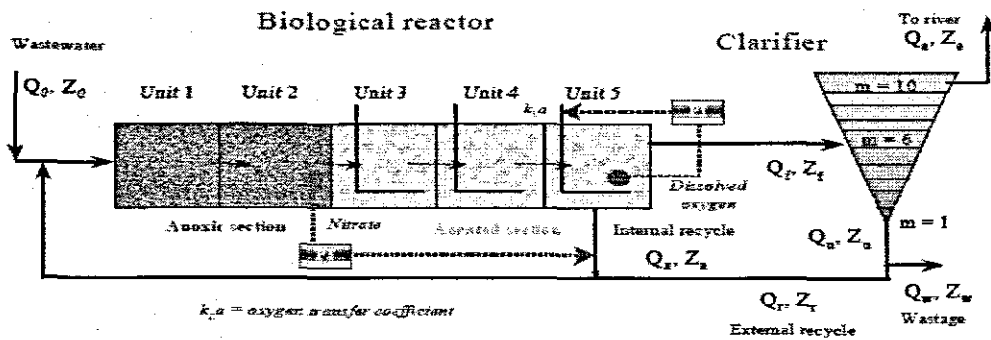 Biological reactor
To river
Qe, Ze
Wastewater
Clarifier
Q0, Z0
Unit 1 Unit 2 Unit 3 Unit 4 Unit 5
kLa
m = 10
m = 6
Qf, Zf
Dissolved
oxygen
Anoxic section
Nitrate
Aerated section
Internal recycle
Qa, Za
Qu, Zu
m = 1
kLa = oxygen transfer coefficient
Qr, Zr
External recycle
Qw, Zw
Wastage